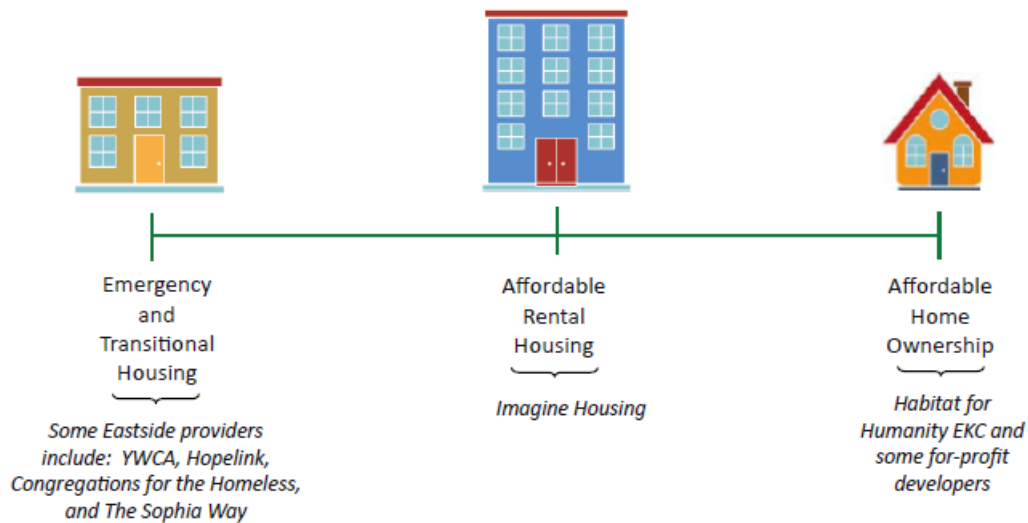 Emergency
and
Transitional
Housing
Some Eastside providers
include:  YWCA, Hopelink,
Congregations for the Homeless,
and The Sophia Way
Affordable
Rental
Housing
Imagine Housing
Affordable
Home
Ownership
Habitat for
Humanity EKC and
some for-profit
developers